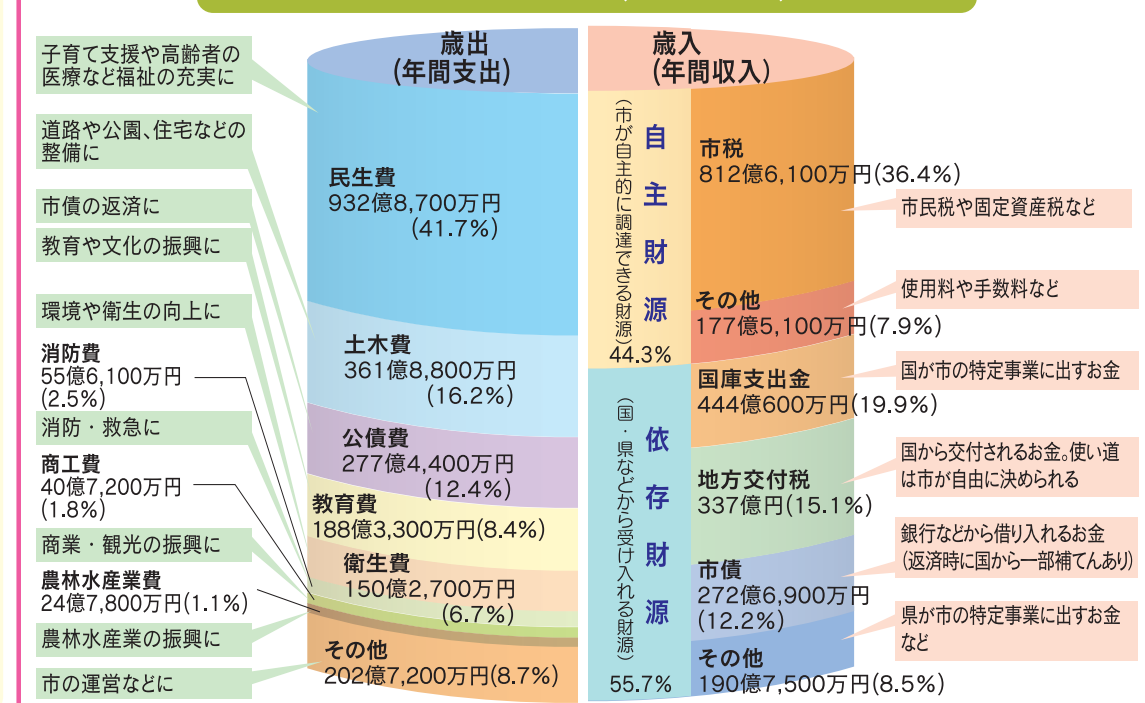 歳出
(年間支出)
子育て支援や高齢者の
医療など福祉の充実に
道路や公園、住宅などの
整備に
市債の返済に
教育や文化の振興に
環境や衛生の向上に
消防費
55億6,100万円
(2.5%)
消防・救急に
商工費
40億7,200万円
(1.8%)
商業・観光の振興に
農林水産業費
24億7,800万円(1.1%)
農林水産業の振興に
市の運営などに
民生費
932億8,700万円
(41.7%)
土木費
361億8,800万円
(16.2%)
公債費
277億4,400万円
(12.4%)
教育費
188億3,300万円(8.4%)
衛生費
150億2,700万円
(6.7%)
その他
202億7,200万円(8.7%)
歳入
(年間収入)
自主財源
(市が自主的に調達できる財源)
44.3%
依存財源
(国・県などから受け入れる財源)
55.7%
市税
812億6,100万円(36.4%)
市民税や固定資産税など
その他
177億5,100万円(7.9%)
使用料や手数料など
国庫支出金
444億600万円(19.9%)
国が市の特定事業に出すお金
地方交付税
337億円(15.1%)
国から交付されるお金。使い道
は市が自由に決められる
市債
272億6,900万円
(12.2%)
銀行などから借り入れるお金
(返済時に国から一部補てんあり)
その他
190億7,500万円(8.5%)
県が市の特定事業に出すお金
など